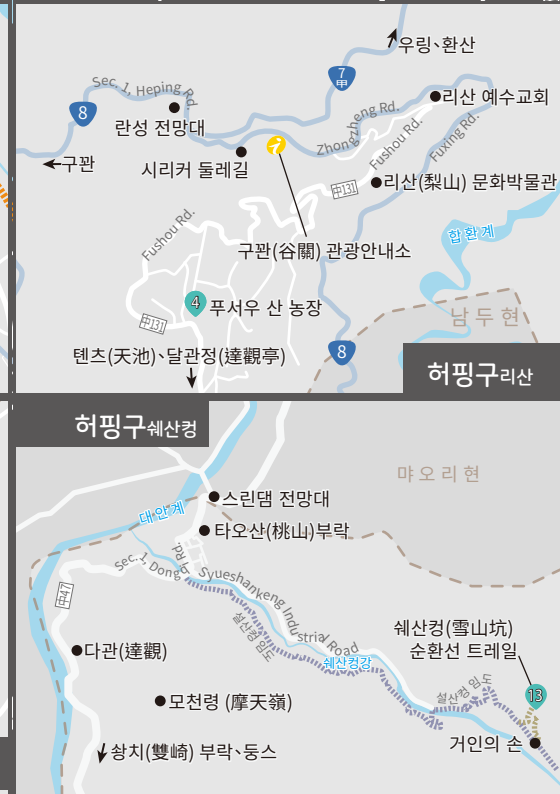 우링、환산
7
甲
Sec. 1, Heping Rd.
8
란성 전망대
리산 예수교회
Zhongzheng Rd.
Fushou Rd.
Fuxing Rd.
구꽌
시리커 둘레길
中131
리산(梨山) 문화박물관
Fushou Rd.
합환계
구꽌(谷關) 관광안내소
4
푸서우 산 농장
中131
남두현
톈츠(天池)、달관정(達觀亭)
8
허핑구리산
허핑구쉐산컹
먀오리현
스린댐 전망대
대안계
타오산(桃山)부락
Sec. 1, Dongqi Rd.
Syueshankeng Industrial Road
中47
설산컹 임도
쉐산컹(雪山坑)
순환선 트레일
다관(達觀)
쉐산컹강
설산컹 임도
13
모천령 (摩天嶺)
거인의 손
솽치(雙崎) 부락、둥스